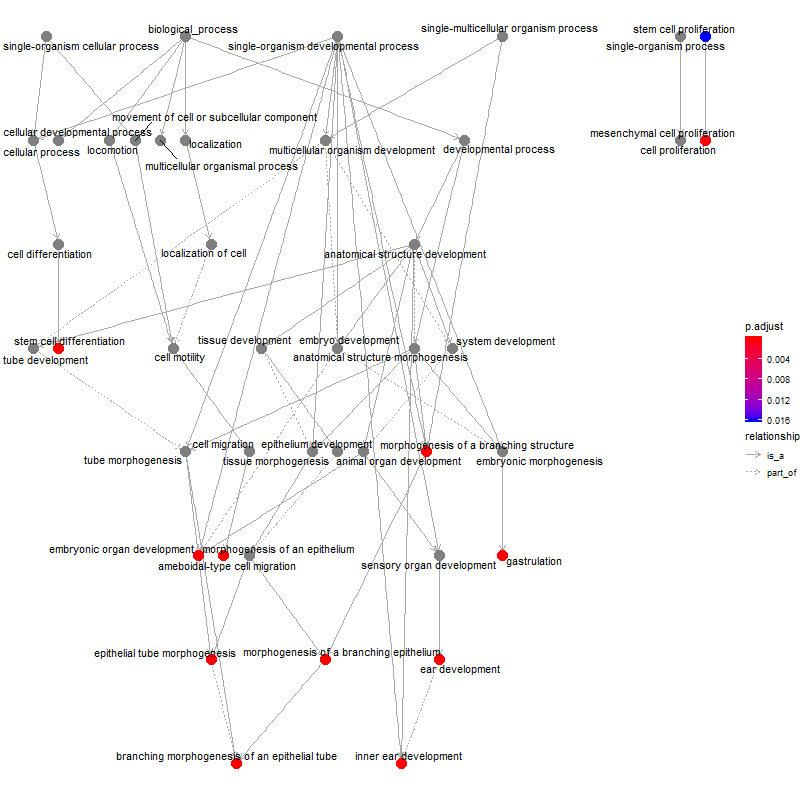 biological_process
single-multicellular organism process
stem cell proliferation
single-organism cellular process
single-organism developmental process
single-organism process
movement of cell or subcellular component
cellular developmental process
mesenchymal cell proliferation
localization
cellular process
locomotion
multicellular organism development
developmental process
cell proliferation
multicellular organismal process
cell differentiation
localization of cell
anatomical structure development
p.adjust
stem cell differentiation
tissue development
embryo development
system development
tube development
cell motility
anatomical structure morphogenesis
0.004
0.008
0.012
0.016
relationship
is_a
part_of
cell migration
epithelium development
morphogenesis of a branching structure
tube morphogenesis
tissue morphogenesis
animal organ development
embryonic morphogenesis
embryonic organ development
morphogenesis of an epithelium
ameboidal-type cell migration
sensory organ development
gastrulation
epithelial tube morphogenesis
morphogenesis of a branching epithelium
ear development
branching morphogenesis of an epithelial tube
inner ear development